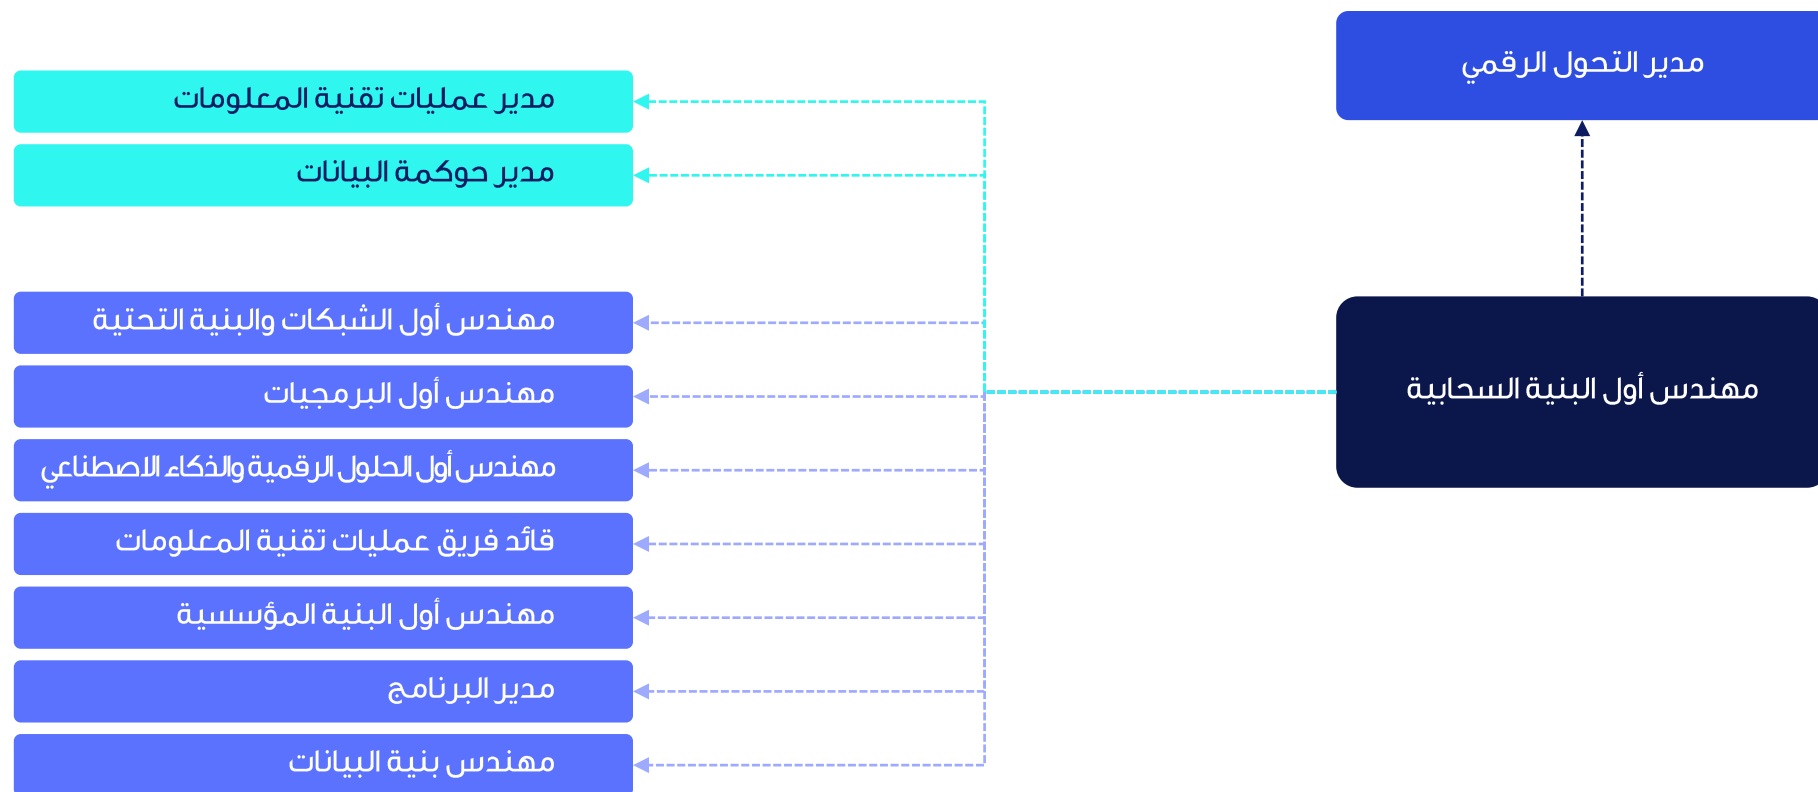 مدير التحول الرقمي
مهندس أول البنية السحابية
مدير عمليات تقنية المعلومات
مدير حوكمة البيانات
مهندس أول الشبكات والبنية التحتية
مهندس أول البرمجيات
مهندس أول الحلول الرقمية والذكاء الاصطناعي
قائد فريق عمليات تقنية المعلومات
مهندس أول البنية المؤسسية
مدير البرنامج
مهندس بنية البيانات